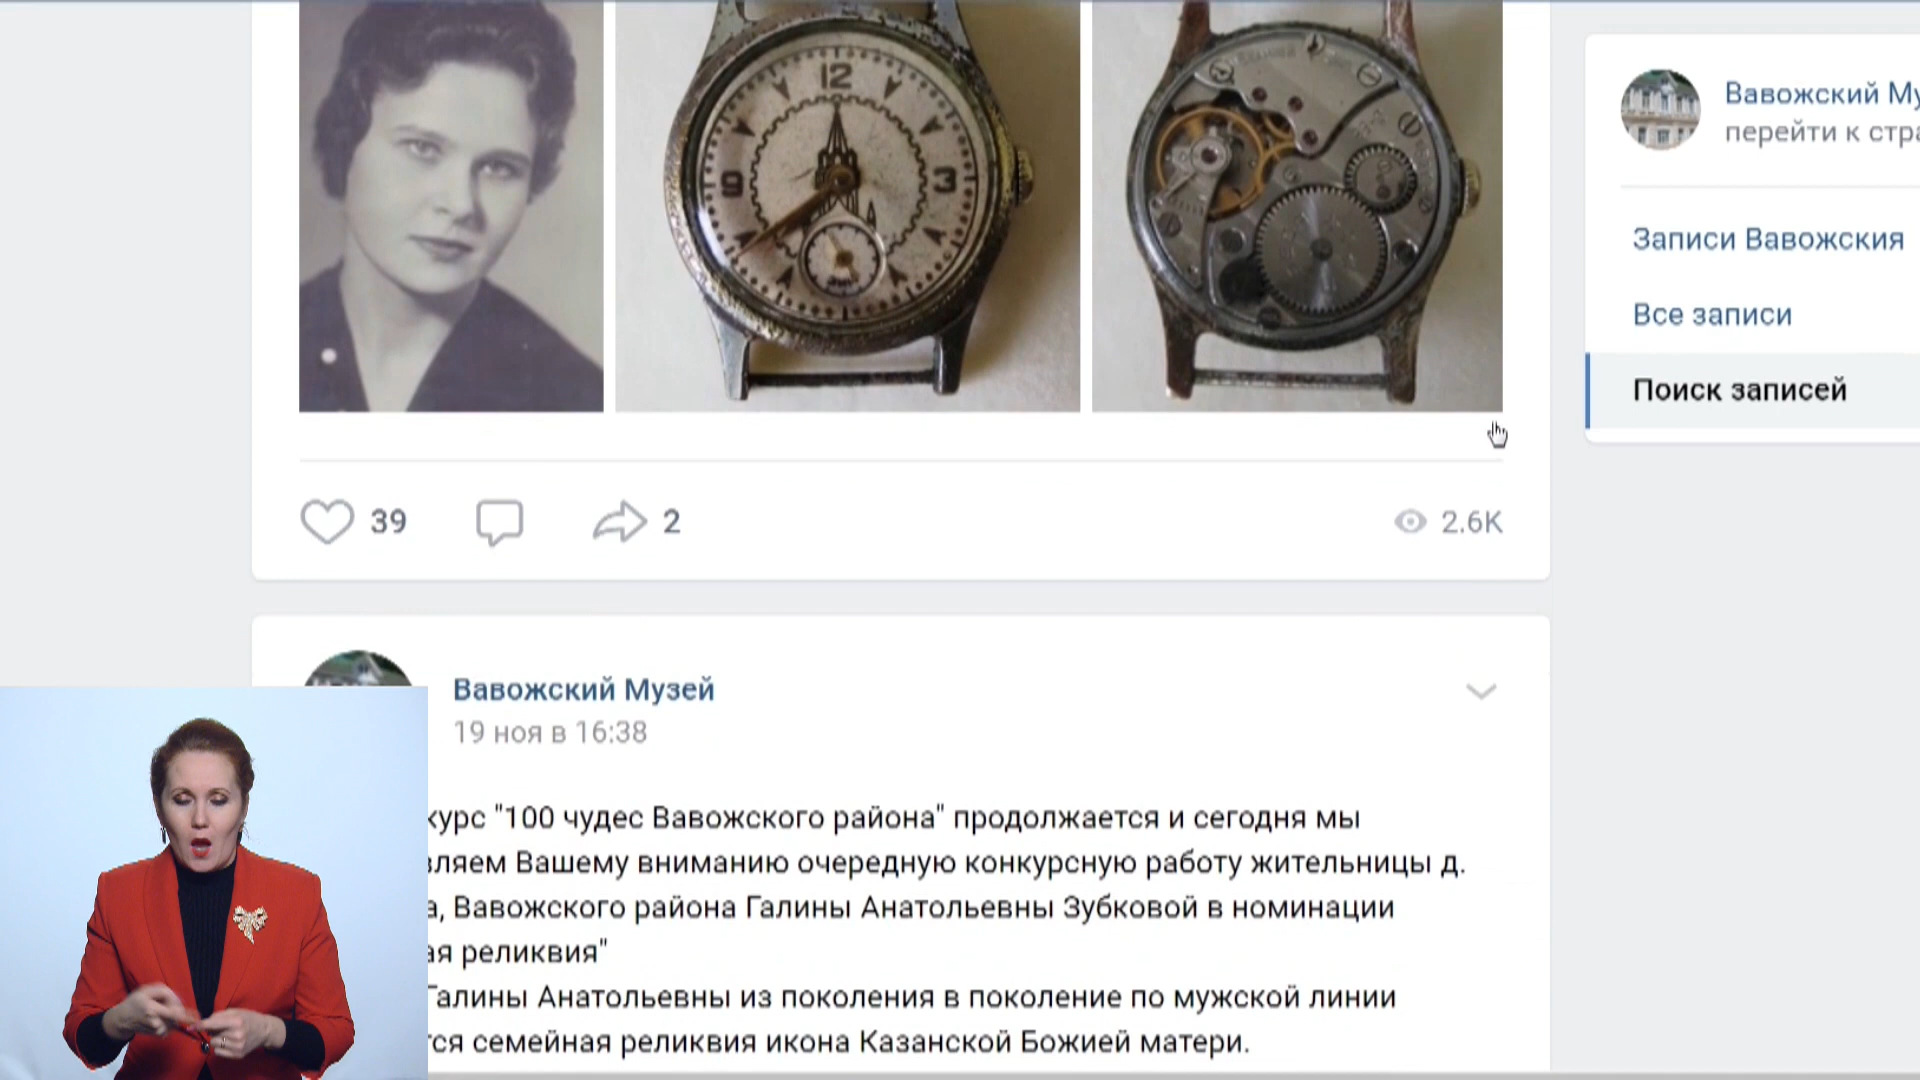 12
9
3
39
2
2.6K
Вавожский Му
перейти к стра
Записи Вавожския
Все записи
Поиск записей
Вавожский Музей
19 ноя в 16:38
курс "100 чудес Вавожского района" продолжается и сегодня мы
вляем Вашему вниманию очередную конкурсную работу жительницы д.
а, Вавожского района Галины Анатольевны Зубковой в номинации
ая реликвия"
Галины Анатольевны из поколения в поколение по мужской линии
тся семейная реликвия икона Казанской Божией матери.